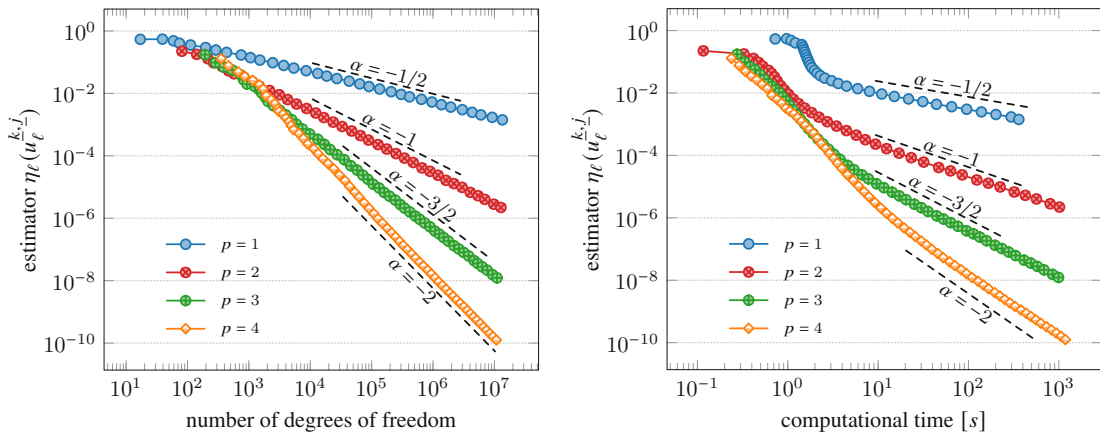 estimator ηℓ(uℓ^{k,j})
10^0
10^−2
10^−4
10^−6
10^−8
10^−10
α = −1/2
α = −1
α = −3/2
α = −2
p = 1
p = 2
p = 3
p = 4
10^1 10^2 10^3 10^4 10^5 10^6 10^7
number of degrees of freedom
estimator ηℓ(uℓ^{k,j})
10^0
10^−2
10^−4
10^−6
10^−8
10^−10
α = −1/2
α = −1
α = −3/2
α = −2
p = 1
p = 2
p = 3
p = 4
10^−1 10^0 10^1 10^2 10^3
computational time [s]